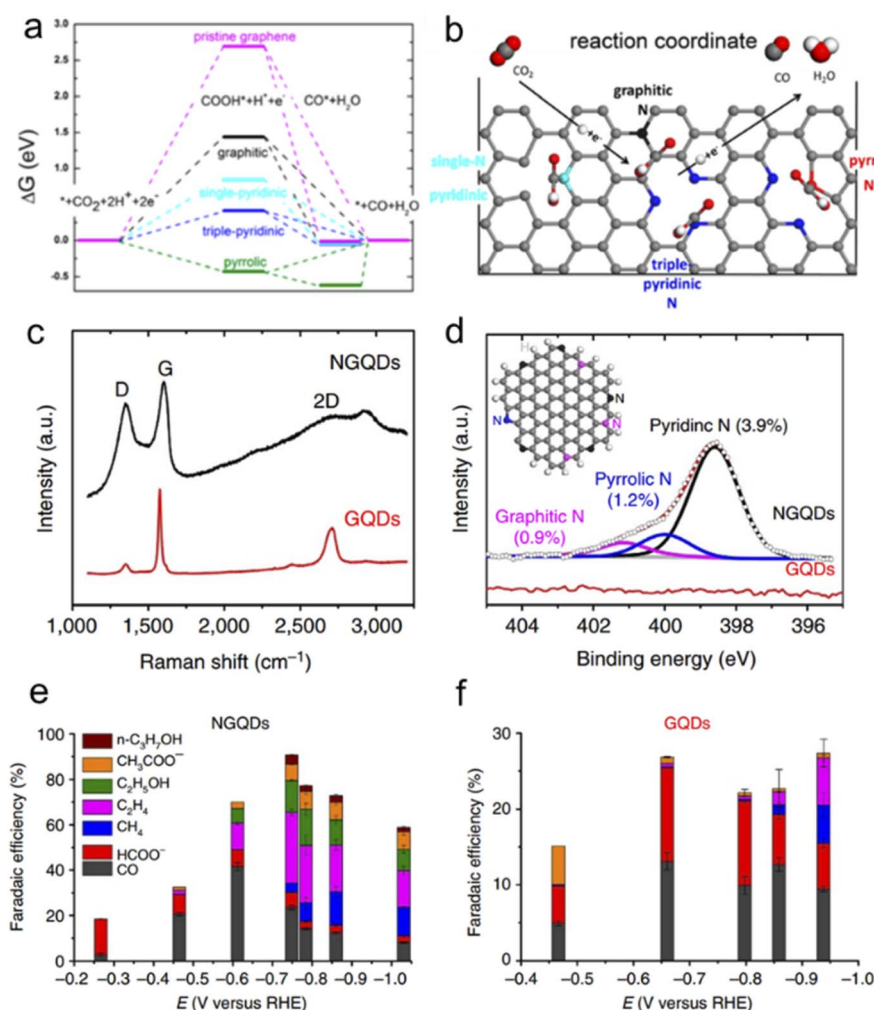 a
3.0
2.5
2.0
1.5
1.0
0.5
0.0
-0.5
ΔG (eV)
pristine graphene
COOH*+H⁺+e⁻
CO*+H₂O
graphitic
single-pyridinic
*+CO₂+2H⁺+2e⁻
*+CO+H₂O
triple-pyridinic
pyrrolic
b
reaction coordinate
CO₂
CO
H₂O
graphitic
N
+e⁻
+e⁻
single-N
pyridinic
pyrr
N
triple-
pyridinic
N
c
NGQDs
D
G
2D
GQDs
Intensity (a.u.)
1,000
1,500
2,000
2,500
3,000
Raman shift (cm⁻¹)
d
H
N
N
N
Pyridinc N (3.9%)
Pyrrolic N
(1.2%)
Graphitic N
(0.9%)
NGQDs
GQDs
Intensity (a.u.)
404
402
400
398
396
Binding energy (eV)
e
NGQDs
100
80
60
40
20
0
n-C₃H₇OH
CH₃COO⁻
C₂H₅OH
C₂H₄
CH₄
HCOO⁻
CO
Faradaic efficiency (%)
−0.2
−0.3
−0.4
−0.5
−0.6
−0.7
−0.8
−0.9
−1.0
E (V versus RHE)
f
GQDs
30
20
10
0
Faradaic efficiency (%)
−0.4
−0.5
−0.6
−0.7
−0.8
−0.9
−1.0
E (V versus RHE)